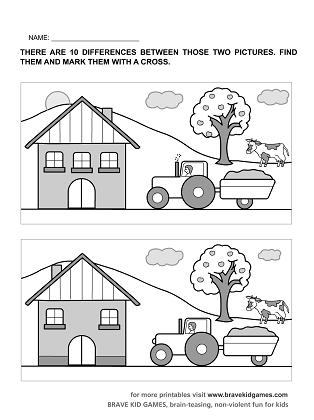 NAME: ______________________
THERE ARE 10 DIFFERENCES BETWEEN THOSE TWO PICTURES. FIND
THEM AND MARK THEM WITH A CROSS.
for more printables visit www.bravekidgames.com
BRAVE KID GAMES, brain-teasing, non-violent fun for kids